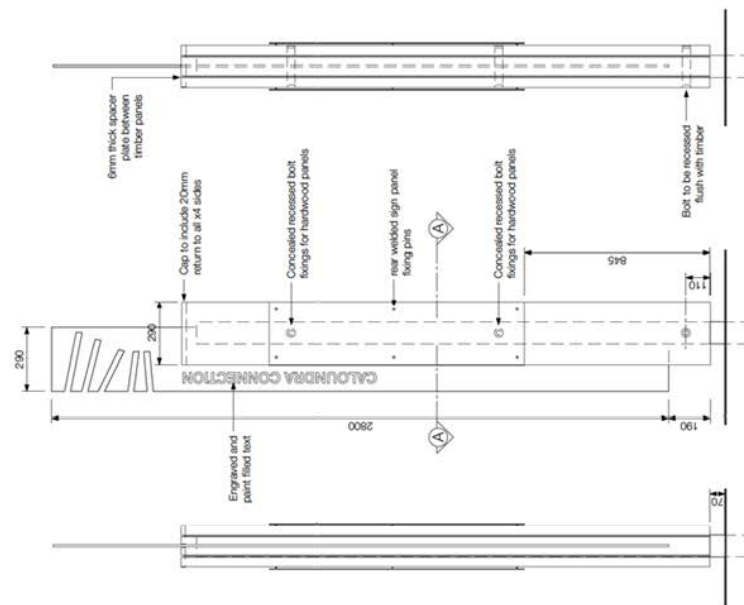 6mm thick spacer
plate between
timber panels
Cap to include 20mm
return to all x4 sides
Concealed recessed bolt
fixings for hardwood panels
rear welded sign panel
fixing pins
Concealed recessed bolt
fixings for hardwood panels
Bolt to be recessed
flush with timber
A
A
290
290
845
110
CALOUNDRA CONNECTION
2800
190
Engraved and
paint filled text
70